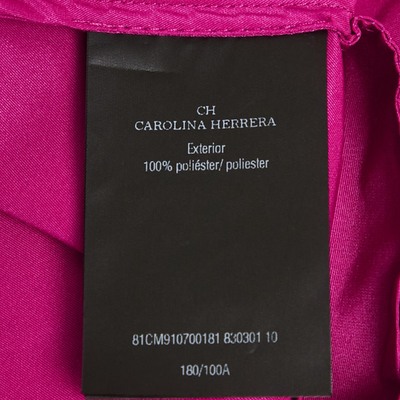 CH
CAROLINA HERRERA
Exterior
100% poliéster/ poliester
81CM910700181 830301 10
180/100A